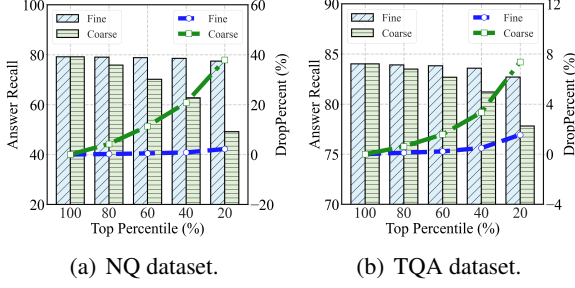 Fine
Coarse
Fine
Coarse
Answer Recall
100
80
60
40
20
DropPercent (%)
60
40
20
0
−20
100 80 60 40 20
Top Percentile (%)
(a) NQ dataset.
Fine
Coarse
Fine
Coarse
Answer Recall
90
85
80
75
70
DropPercent (%)
12
8
4
0
−4
100 80 60 40 20
Top Percentile (%)
(b) TQA dataset.